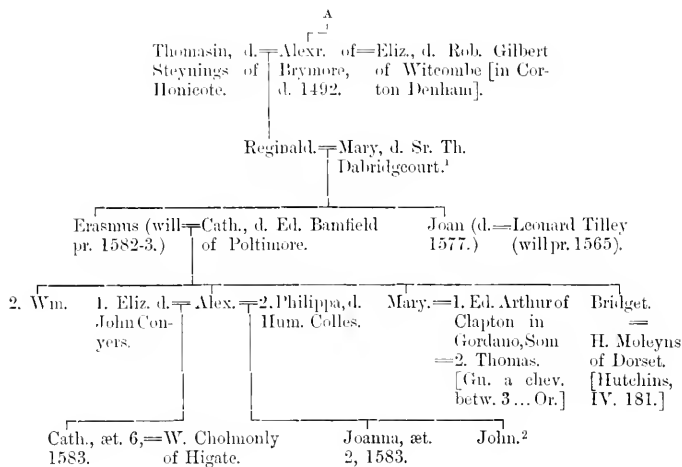 A
Thomasin, d.=Alexr. of=Eliz., d. Rob. Gilbert
Steynings of Brymore, of Witcombe [in Cor-
Honicote. d. 1492. ton Denham].
Reginald.=Mary, d. Sr. Th.
Dabridgcourt.¹
Erasmus (will=Cath., d. Ed. Bamfield Joan (d.=Leonard Tilley
pr. 1582-3.) of Poltimore. 1577.) (will pr. 1565).
2. Wm. 1. Eliz. d.=Alex.=2. Philippa, d. Mary.=1. Ed. Arthur of Bridget.
John Con- Hum. Colles. Clapton in =
yers. Gordano, Som H. Moleyns
=2. Thomas. of Dorset.
[Gu. a chev. [Hutchins,
betw. 3 ... Or.] IV. 181.]
Cath., æt. 6,=W. Cholmonly Joanna, æt. John.²
1583. of Higate. 2, 1583.